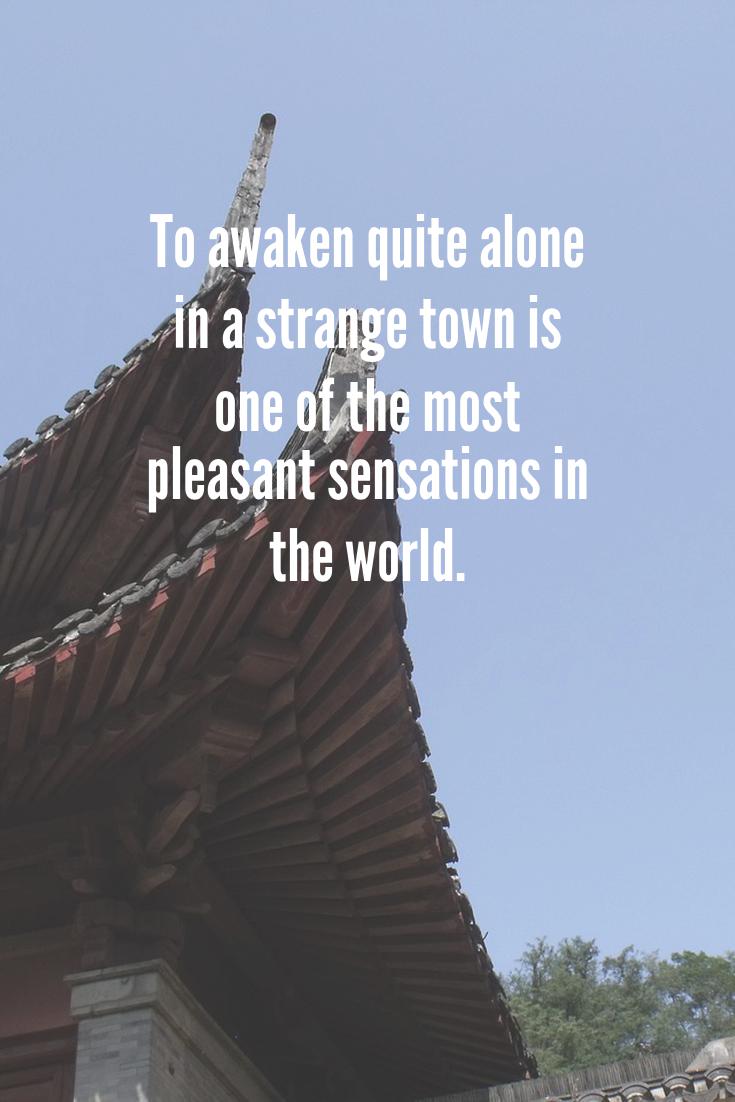 To awaken quite alone
in a strange town is
one of the most
pleasant sensations in
the world.